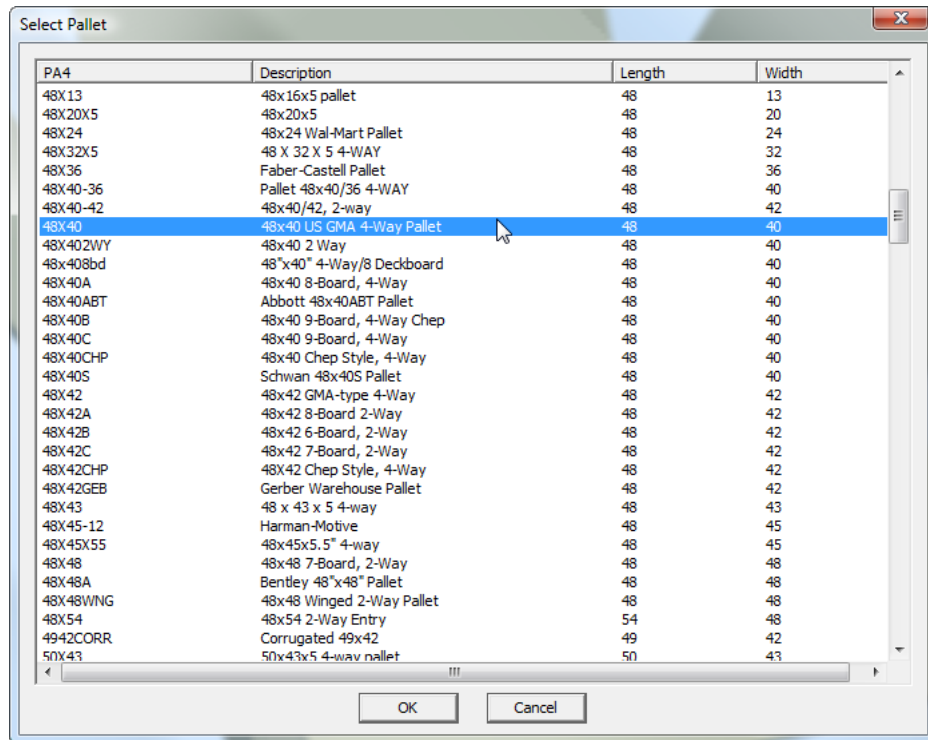 Select Pallet
PA4 Description Length Width
48X13 48x16x5 pallet 48 13
48X20X5 48x20x5 48 20
48X24 48x24 Wal-Mart Pallet 48 24
48X32X5 48 X 32 X 5 4-WAY 48 32
48X36 Faber-Castell Pallet 48 36
48X40-36 Pallet 48x40/36 4-WAY 48 40
48X40-42 48x40/42, 2-way 48 42
48X40 48x40 US GMA 4-Way Pallet 48 40
48X402WY 48x40 2 Way 48 40
48x408bd 48"x40" 4-Way/8 Deckboard 48 40
48X40A 48x40 8-Board, 4-Way 48 40
48X40ABT Abbott 48x40ABT Pallet 48 40
48X40B 48x40 9-Board, 4-Way Chep 48 40
48X40C 48x40 9-Board, 4-Way 48 40
48X40CHP 48x40 Chep Style, 4-Way 48 40
48X40S Schwan 48x40S Pallet 48 40
48X42 48x42 GMA-type 4-Way 48 42
48X42A 48x42 8-Board 2-Way 48 42
48X42B 48x42 6-Board, 2-Way 48 42
48X42C 48x42 7-Board, 2-Way 48 42
48X42CHP 48X42 Chep Style, 4-Way 48 42
48X42GEB Gerber Warehouse Pallet 48 42
48X43 48 x 43 x 5 4-way 48 43
48X45-12 Harman-Motive 48 45
48X45X55 48x45x5.5" 4-way 48 45
48X48 48x48 7-Board, 2-Way 48 48
48X48A Bentley 48"x48" Pallet 48 48
48X48WNG 48x48 Winged 2-Way Pallet 48 48
48X54 48x54 2-Way Entry 54 48
4942CORR Corrugated 49x42 49 42
50X43 50x43x5 4-way pallet 50 43
OK Cancel